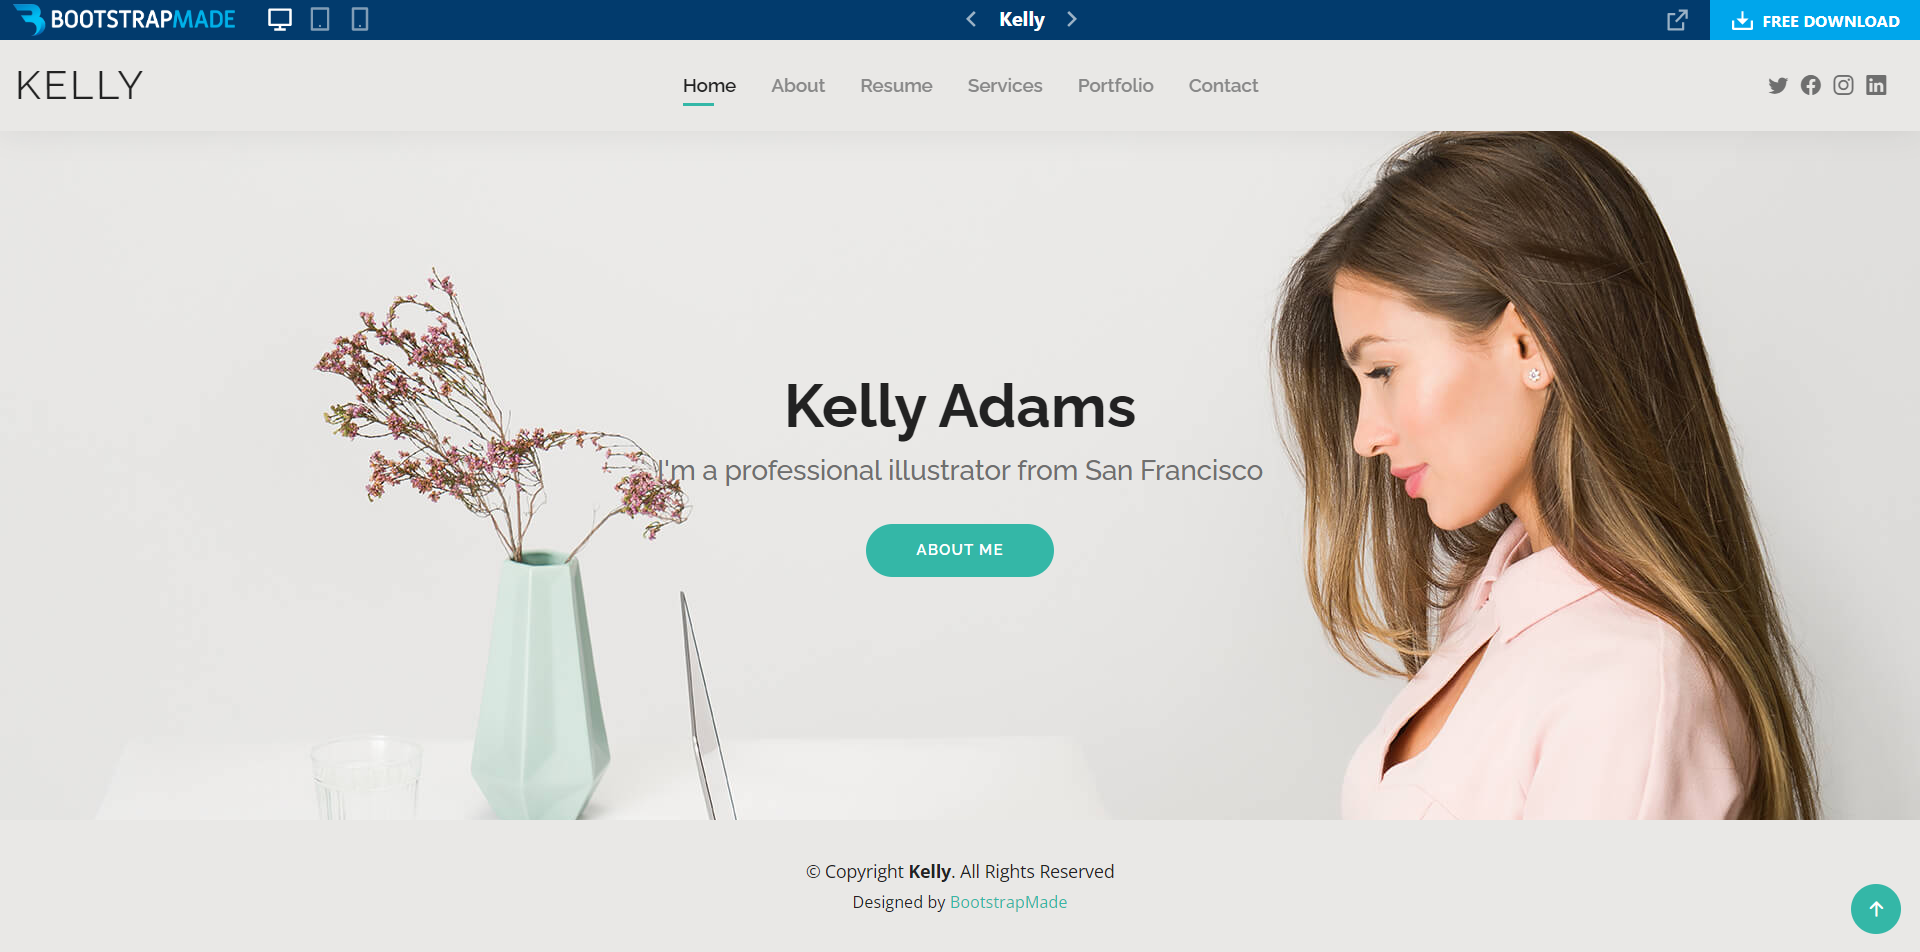 BOOTSTRAPMADE
Kelly
FREE DOWNLOAD
KELLY
Home About Resume Services Portfolio Contact
Kelly Adams
I'm a professional illustrator from San Francisco
ABOUT ME
© Copyright Kelly. All Rights Reserved
Designed by BootstrapMade